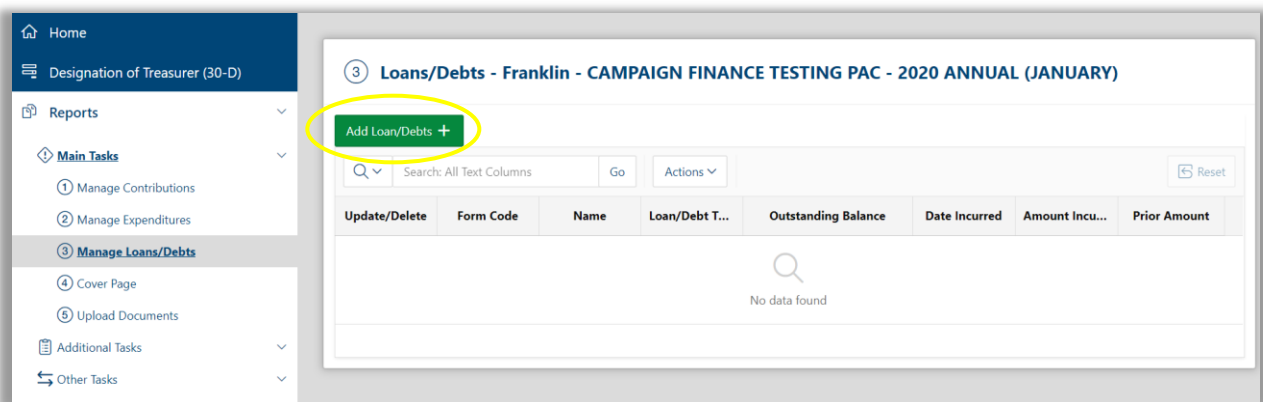 Home
Designation of Treasurer (30-D)
Reports
Main Tasks
1 Manage Contributions
2 Manage Expenditures
3 Manage Loans/Debts
4 Cover Page
5 Upload Documents
Additional Tasks
Other Tasks
3 Loans/Debts - Franklin - CAMPAIGN FINANCE TESTING PAC - 2020 ANNUAL (JANUARY)
Add Loan/Debts +
Search: All Text Columns Go Actions Reset
Update/Delete Form Code Name Loan/Debt T... Outstanding Balance Date Incurred Amount Incu... Prior Amount
No data found